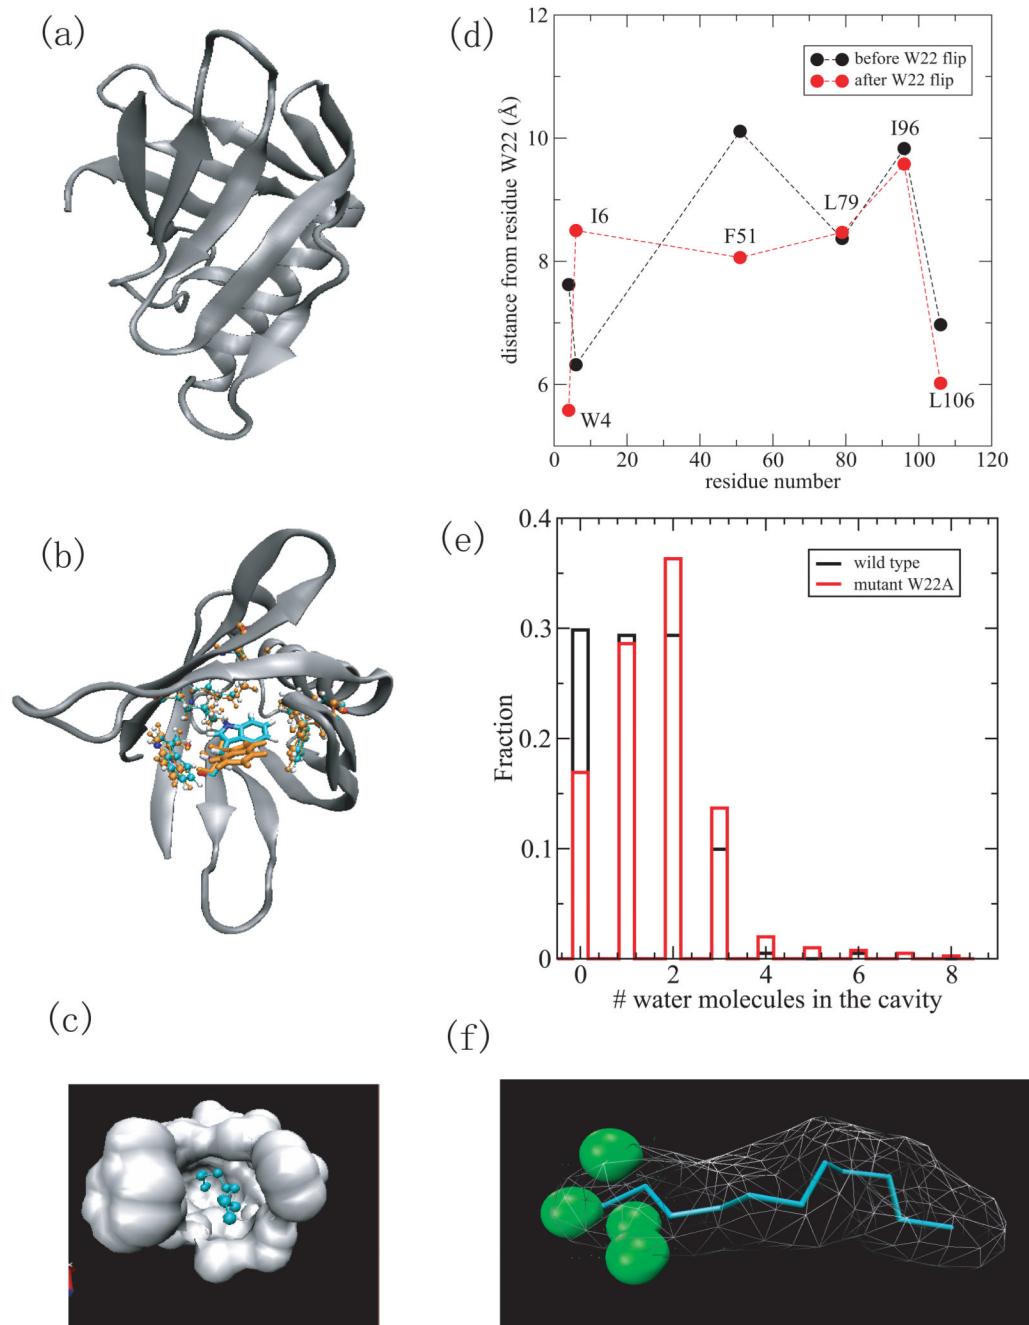 (a)
(d)
12
10
8
6
distance from residue W22 (Å)
before W22 flip
after W22 flip
I96
L79
I6
F51
W4
L106
0 20 40 60 80 100 120
residue number
(b)
(e)
0.4
0.3
0.2
0.1
0
Fraction
wild type
mutant W22A
0 2 4 6 8
# water molecules in the cavity
(c)
(f)